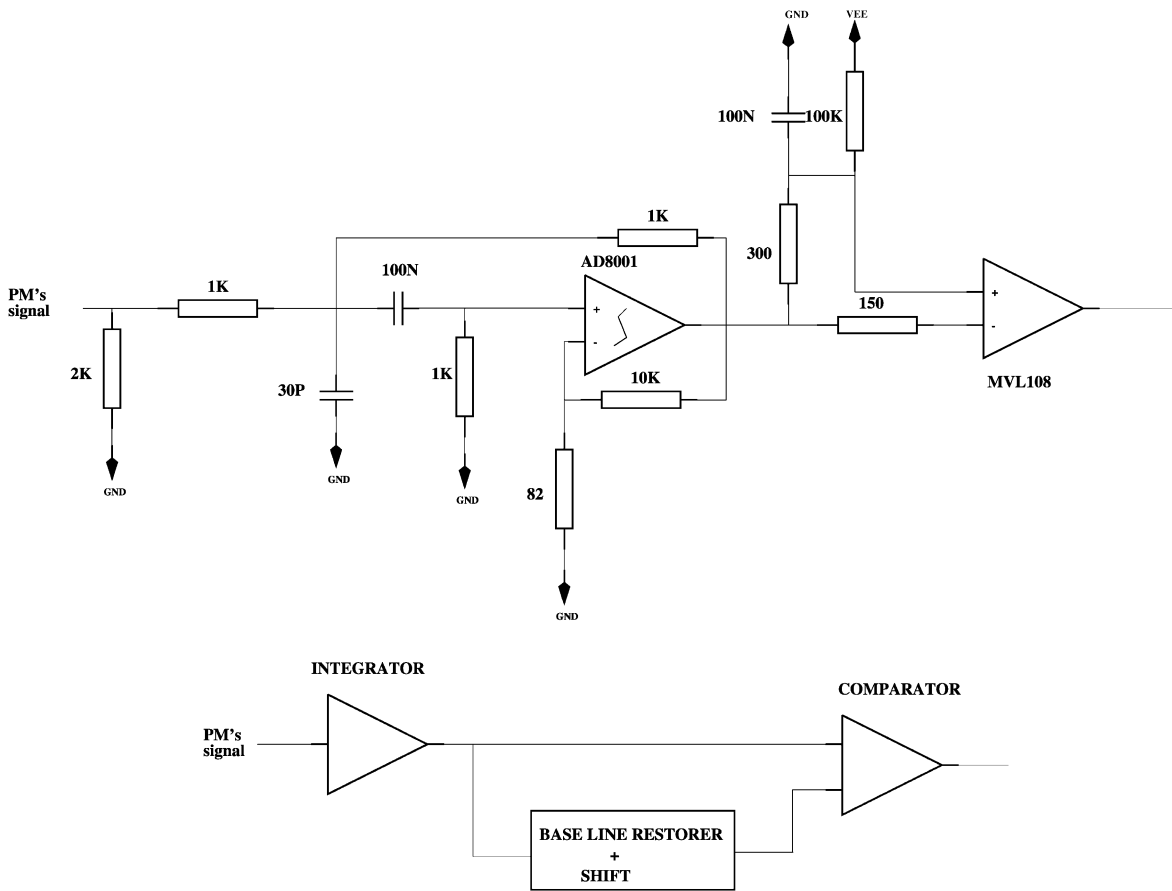 GND
VEE
100N
100K
1K
AD8001
300
100N
1K
PM's
signal
+
+
150
-
-
2K
30P
1K
10K
MVL108
GND
GND
GND
82
GND
INTEGRATOR
COMPARATOR
PM's
signal
BASE LINE RESTORER
+
SHIFT